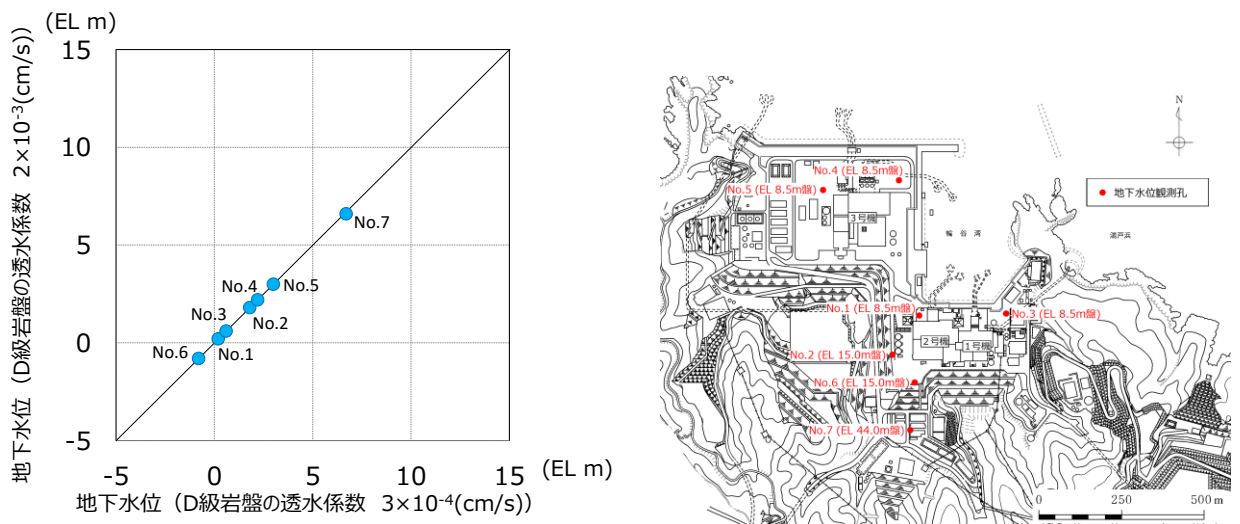 (EL m)
地下水位（D級岩盤の透水係数 2×10⁻³(cm/s)）
15
10
5
0
-5
No.7
No.5
No.4
No.2
No.3
No.1
No.6
-5
0
5
10
15
(EL m)
地下水位（D級岩盤の透水係数 3×10⁻⁴(cm/s)）
N
● 地下水位観測孔
No.4 (EL 8.5m盤)
No.5 (EL 8.5m盤)
3号機
輪谷湾
No.1 (EL 8.5m盤)
No.3 (EL 8.5m盤)
2号機
1号機
No.2 (EL 15.0m盤)
No.6 (EL 15.0m盤)
No.7 (EL 44.0m盤)
0
250
500 m